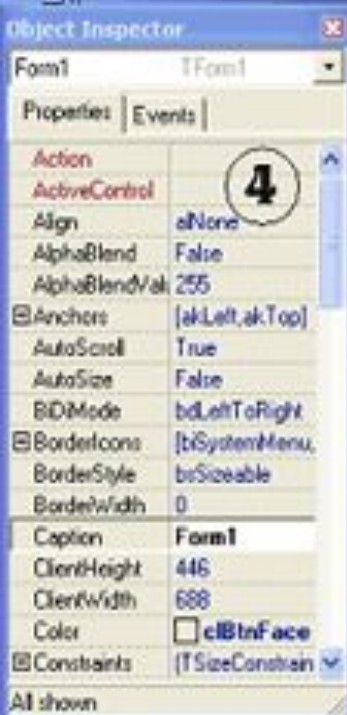 Object Inspector
Form1 TForm1
Properties Events
Action
ActiveControl
4
Align alNone
AlphaBlend False
AlphaBlendVal 255
Anchors [akLeft,akTop]
AutoScroll True
AutoSize False
BiDiMode bdLeftToRight
BorderIcons [biSystemMenu,
BorderStyle bsSizeable
BorderWidth 0
Caption Form1
ClientHeight 446
ClientWidth 688
Color clBtnFace
Constraints (TSizeConstrain
All shown